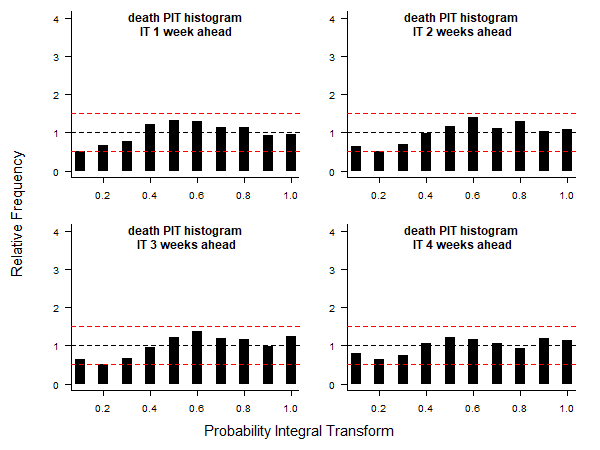 death PIT histogram
IT 1 week ahead
4
3
2
1
0
0.2 0.4 0.6 0.8 1.0
death PIT histogram
IT 2 weeks ahead
4
3
2
1
0
0.2 0.4 0.6 0.8 1.0
Relative Frequency
death PIT histogram
IT 3 weeks ahead
4
3
2
1
0
0.2 0.4 0.6 0.8 1.0
death PIT histogram
IT 4 weeks ahead
4
3
2
1
0
0.2 0.4 0.6 0.8 1.0
Probability Integral Transform